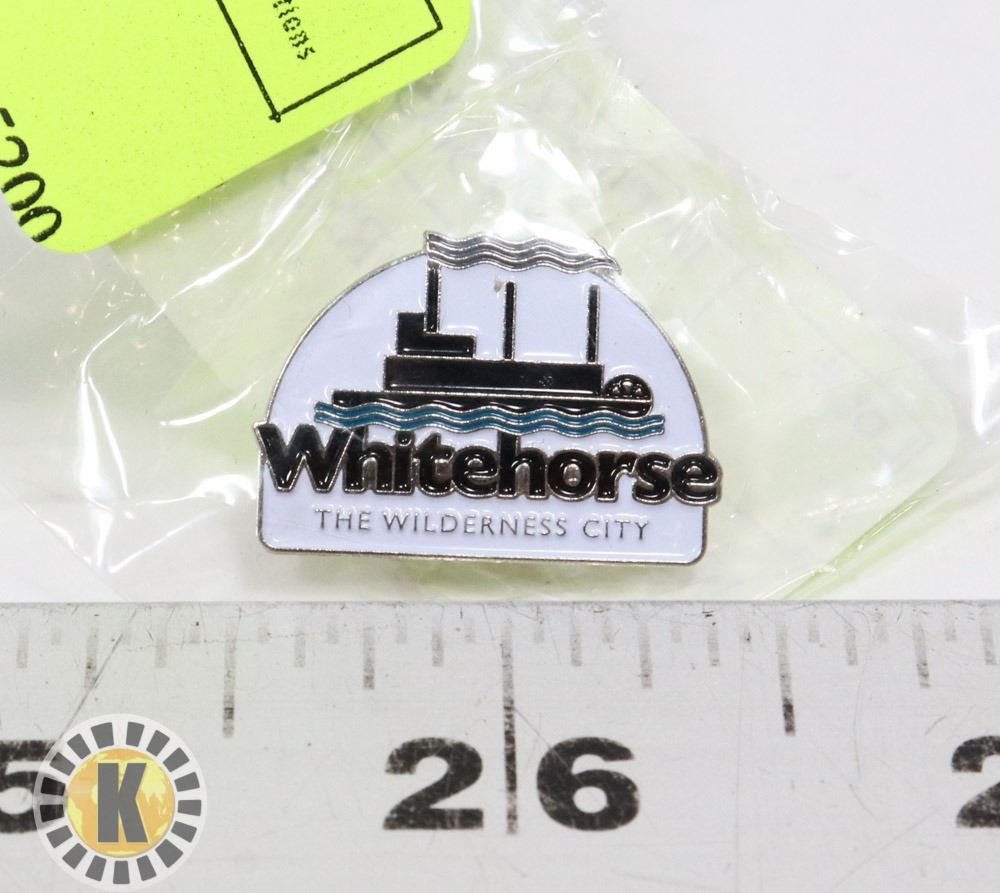 Whitehorse
THE WILDERNESS CITY
26
K